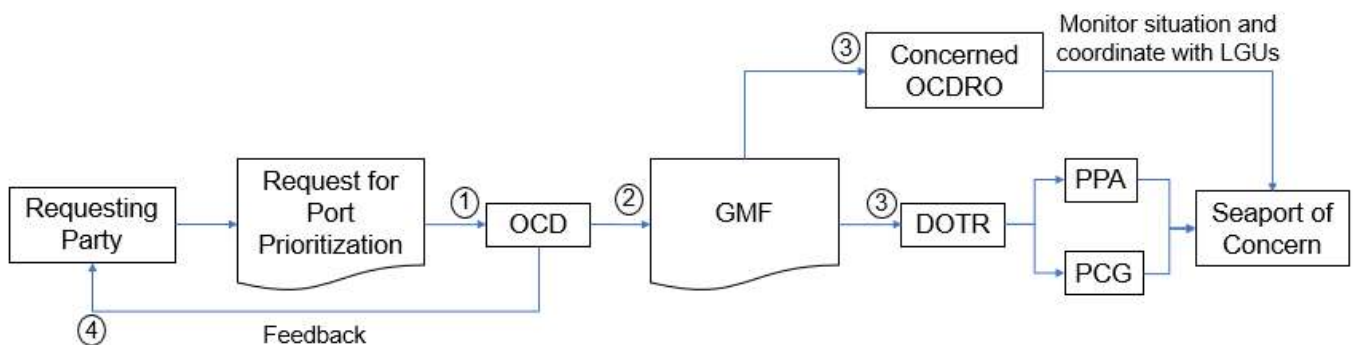 Monitor situation and
coordinate with LGUs
③
Concerned
OCDRO
Requesting
Party
Request for
Port
Prioritization
①
OCD
②
GMF
③
DOTR
PPA
PCG
Seaport of
Concern
④
Feedback